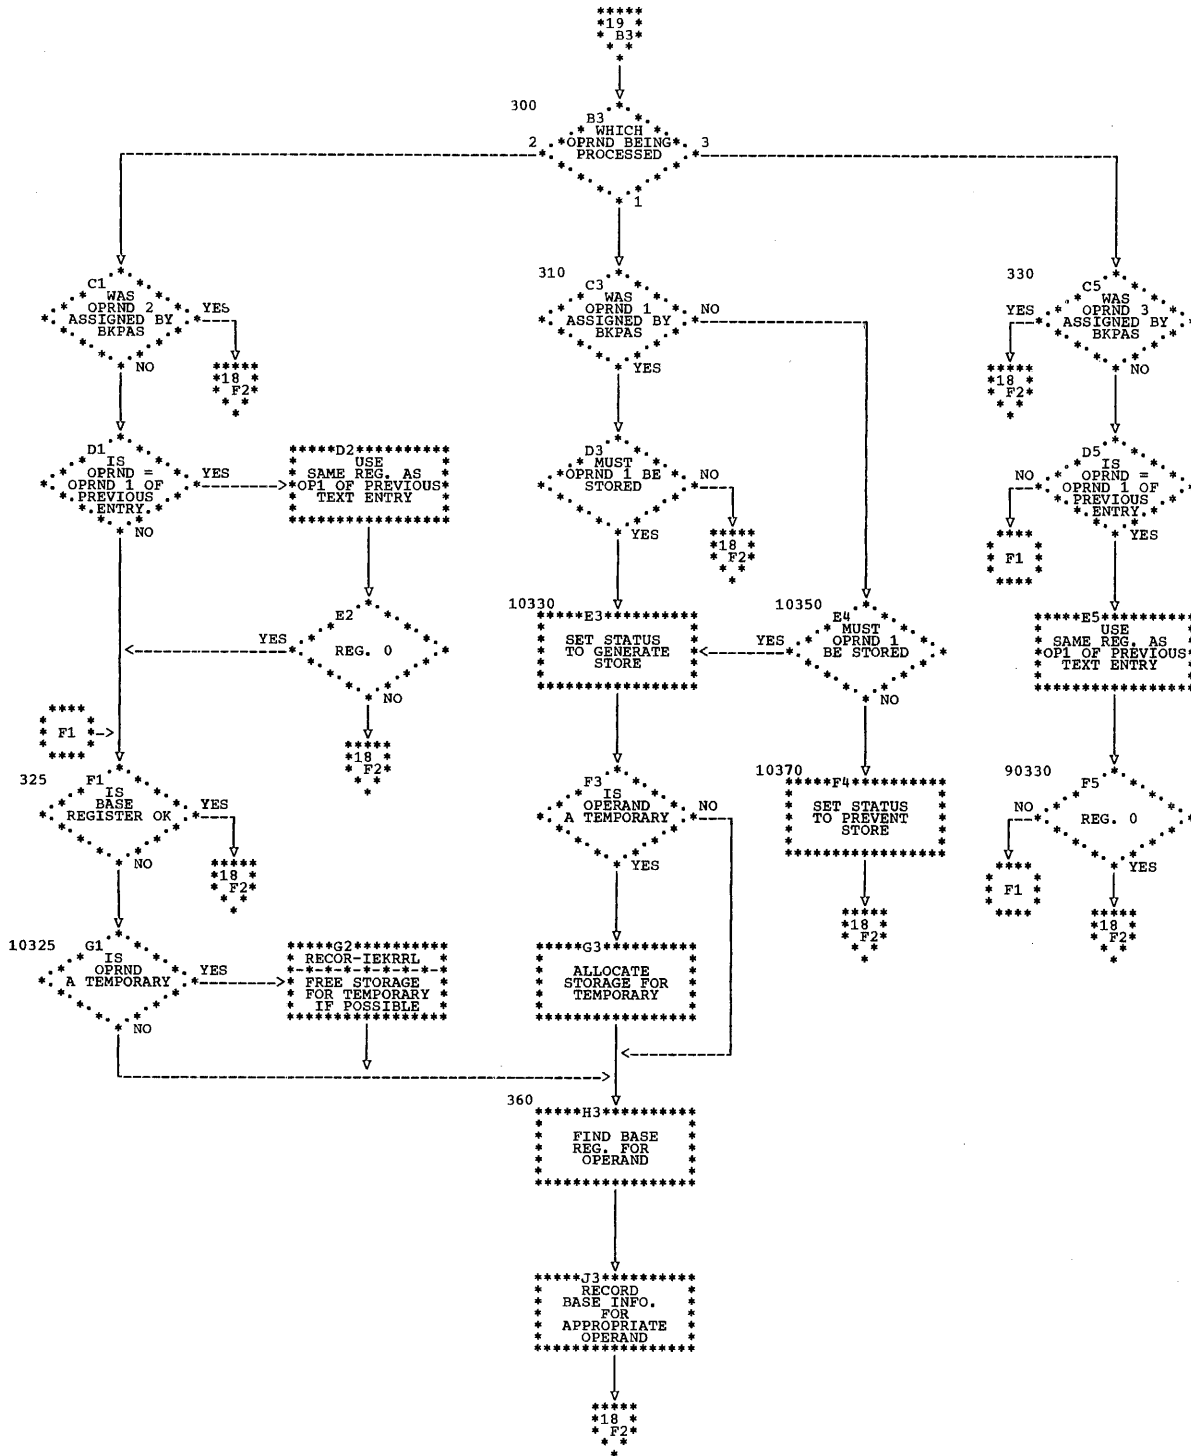 19
B3
300
B3
WHICH
OPRND BEING
PROCESSED
2
3
1
C1
WAS
OPRND 2
ASSIGNED BY
BKPAS
YES
NO
18
F2
310
C3
WAS
OPRND 1
ASSIGNED BY
BKPAS
NO
YES
330
C5
WAS
OPRND 3
ASSIGNED BY
BKPAS
YES
NO
18
F2
D1
IS
OPRND =
OPRND 1 OF
PREVIOUS
ENTRY
YES
NO
D2
USE
SAME REG. AS
OP1 OF PREVIOUS
TEXT ENTRY
D3
MUST
OPRND 1 BE
STORED
NO
YES
18
F2
D5
IS
OPRND =
OPRND 1 OF
PREVIOUS
ENTRY
NO
YES
F1
E2
REG. 0
YES
NO
18
F2
10330
E3
SET STATUS
TO GENERATE
STORE
10350
E4
MUST
OPRND 1
BE STORED
YES
NO
E5
USE
SAME REG. AS
OP1 OF PREVIOUS
TEXT ENTRY
F1
325
F1
IS
BASE
REGISTER OK
YES
NO
18
F2
F3
IS
OPERAND
A TEMPORARY
NO
YES
10370
F4
SET STATUS
TO PREVENT
STORE
18
F2
90330
F5
REG. 0
NO
YES
F1
18
F2
10325
G1
IS
OPRND
A TEMPORARY
YES
NO
G2
RECOR-IEKRRL
FREE STORAGE
FOR TEMPORARY
IF POSSIBLE
G3
ALLOCATE
STORAGE FOR
TEMPORARY
360
H3
FIND BASE
REG. FOR
OPERAND
J3
RECORD
BASE INFO.
FOR
APPROPRIATE
OPERAND
18
F2